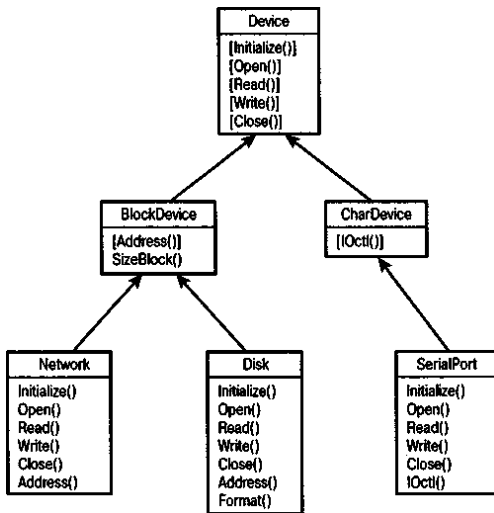 Device
[Initialize()]
[Open()]
[Read()]
[Write()]
[Close()]
BlockDevice
[Address()]
SizeBlock()
CharDevice
[IOctl()]
Network
Initialize()
Open()
Read()
Write()
Close()
Address()
Disk
Initialize()
Open()
Read()
Write()
Close()
Address()
Format()
SerialPort
Initialize()
Open()
Read()
Write()
Close()
IOctl()